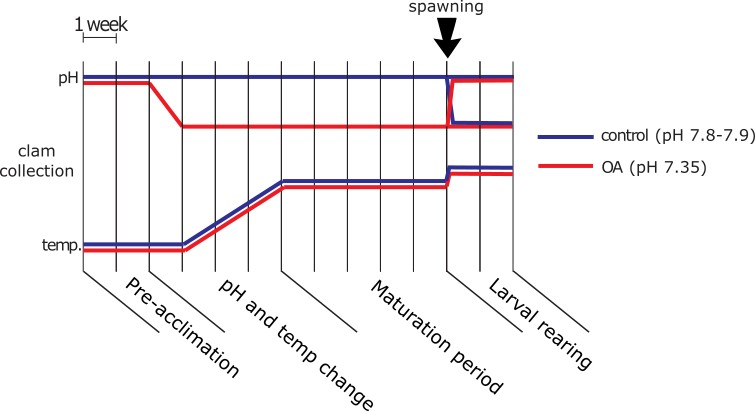 spawning
1 week
pH
clam
collection
temp.
control (pH 7.8-7.9)
OA (pH 7.35)
Pre-acclimation
pH and temp change
Maturation period
Larval rearing